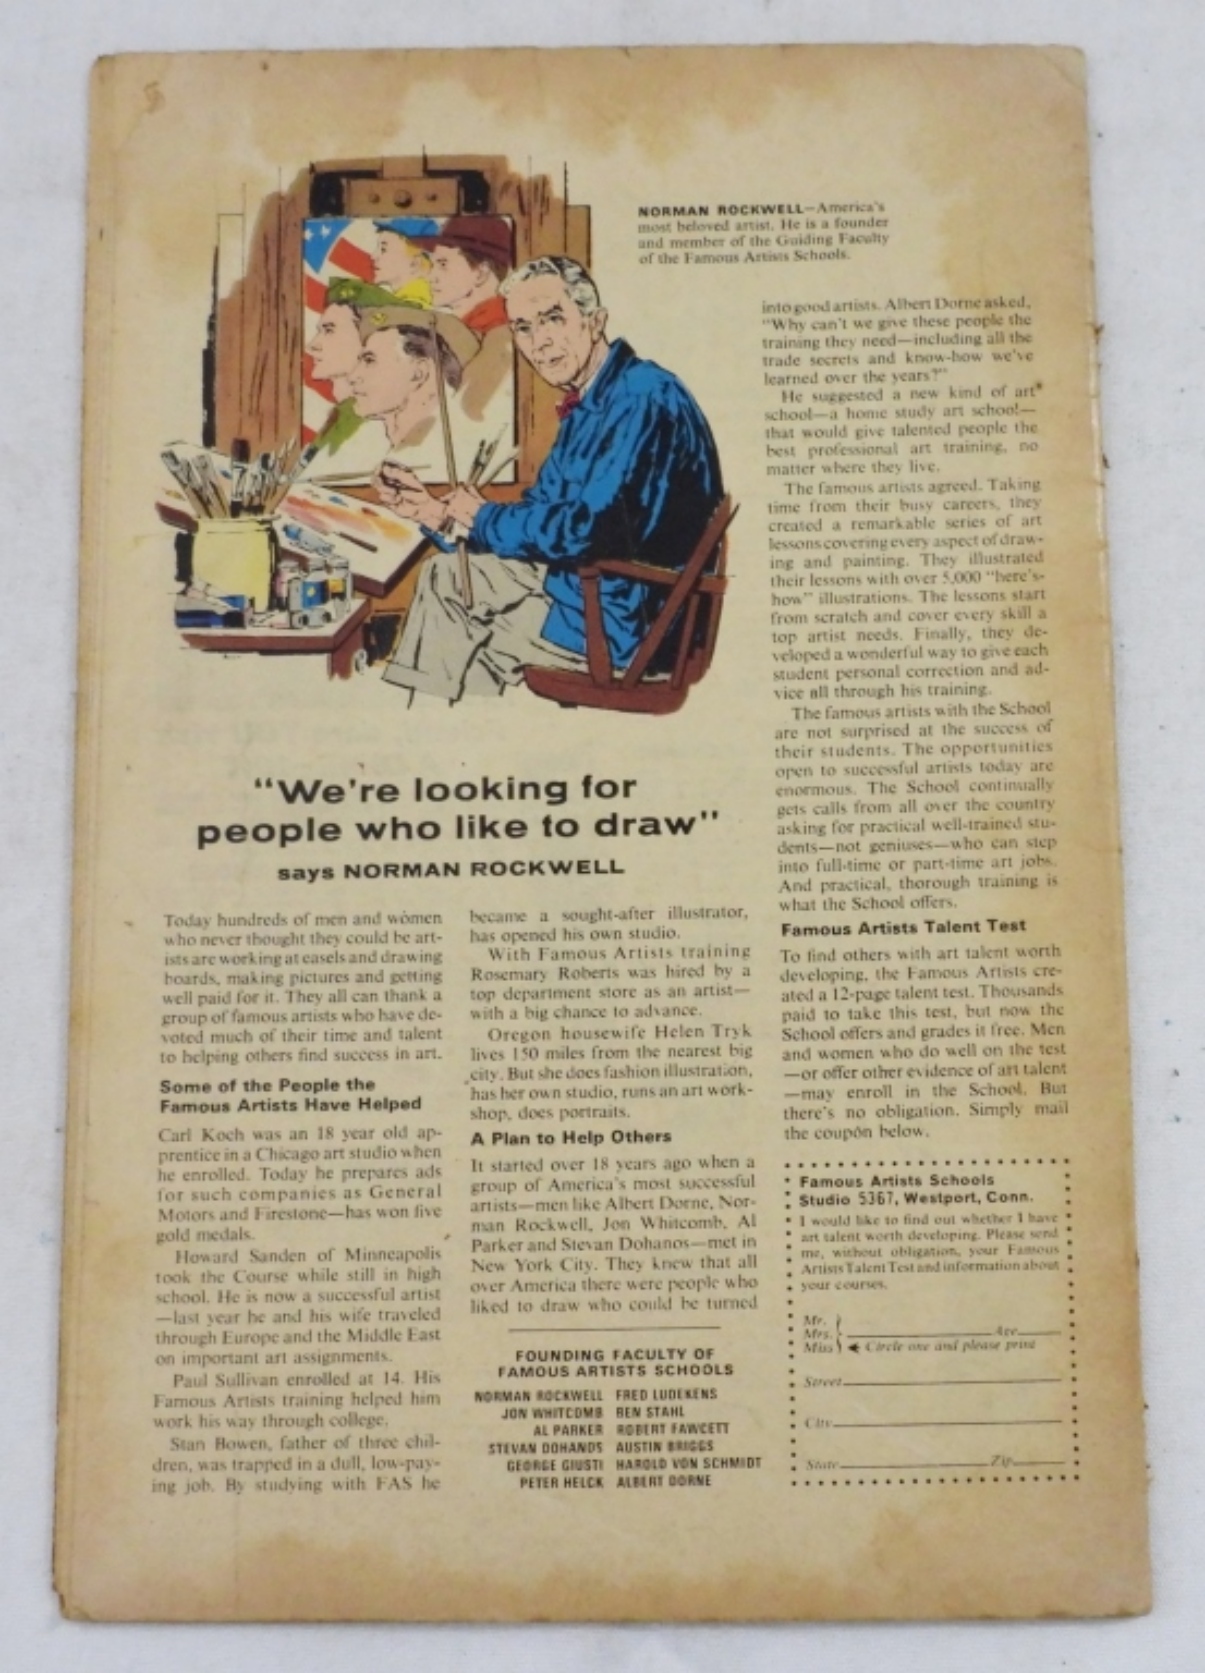 NORMAN ROCKWELL—America's
most beloved artist. He is a founder
and member of the Guiding Faculty
of the Famous Artists Schools.
"We're looking for
people who like to draw"
says NORMAN ROCKWELL
Today hundreds of men and women
who never thought they could be art-
ists are working at easels and drawing
boards, making pictures and getting
well paid for it. They all can thank a
group of famous artists who have de-
voted much of their time and talent
to helping others find success in art.
Some of the People the
Famous Artists Have Helped
Carl Koch was an 18 year old ap-
prentice in a Chicago art studio when
he enrolled. Today he prepares ads
for such companies as General
Motors and Firestone—has won five
gold medals.
Howard Sanden of Minneapolis
took the Course while still in high
school. He is now a successful artist
—last year he and his wife traveled
through Europe and the Middle East
on important art assignments.
Paul Sullivan enrolled at 14. His
Famous Artists training helped him
work his way through college.
Stan Bowen, father of three chil-
dren, was trapped in a dull, low-pay-
ing job. By studying with FAS he
became a sought-after illustrator,
has opened his own studio.
With Famous Artists training
Rosemary Roberts was hired by a
top department store as an artist—
with a big chance to advance.
Oregon housewife Helen Tryk
lives 150 miles from the nearest big
city. But she does fashion illustration,
has her own studio, runs an art work-
shop, does portraits.
A Plan to Help Others
It started over 18 years ago when a
group of America's most successful
artists—men like Albert Dorne, Nor-
man Rockwell, Jon Whitcomb, Al
Parker and Stevan Dohanos—met in
New York City. They knew that all
over America there were people who
liked to draw who could be turned
FOUNDING FACULTY OF
FAMOUS ARTISTS SCHOOLS
NORMAN ROCKWELL FRED LUDEKENS
JON WHITCOMB BEN STAHL
AL PARKER ROBERT FAWCETT
STEVAN DOHANOS AUSTIN BRIGGS
GEORGE GIUSTI HAROLD VON SCHMIDT
PETER HELCK ALBERT DORNE
into good artists. Albert Dorne asked,
"Why can't we give these people the
training they need—including all the
trade secrets and know-how we've
learned over the years?"
He suggested a new kind of art
school—a home study art school—
that would give talented people the
best professional art training, no
matter where they live.
The famous artists agreed. Taking
time from their busy careers, they
created a remarkable series of art
lessons covering every aspect of draw-
ing and painting. They illustrated
their lessons with over 5,000 "here's-
how" illustrations. The lessons start
from scratch and cover every skill a
top artist needs. Finally, they de-
veloped a wonderful way to give each
student personal correction and ad-
vice all through his training.
The famous artists with the School
are not surprised at the success of
their students. The opportunities
open to successful artists today are
enormous. The School continually
gets calls from all over the country
asking for practical well-trained stu-
dents—not geniuses—who can step
into full-time or part-time art jobs.
And practical, thorough training is
what the School offers.
Famous Artists Talent Test
To find others with art talent worth
developing, the Famous Artists cre-
ated a 12-page talent test. Thousands
paid to take this test, but now the
School offers and grades it free. Men
and women who do well on the test
—or offer other evidence of art talent
—may enroll in the School. But
there's no obligation. Simply mail
the coupon below.
Famous Artists Schools
Studio 5367, Westport, Conn.
I would like to find out whether I have
art talent worth developing. Please send
me, without obligation, your Famous
Artists Talent Test and information about
your courses.
Mr.
Mrs. Age
Miss Circle one and please print
Street
City
State Zip